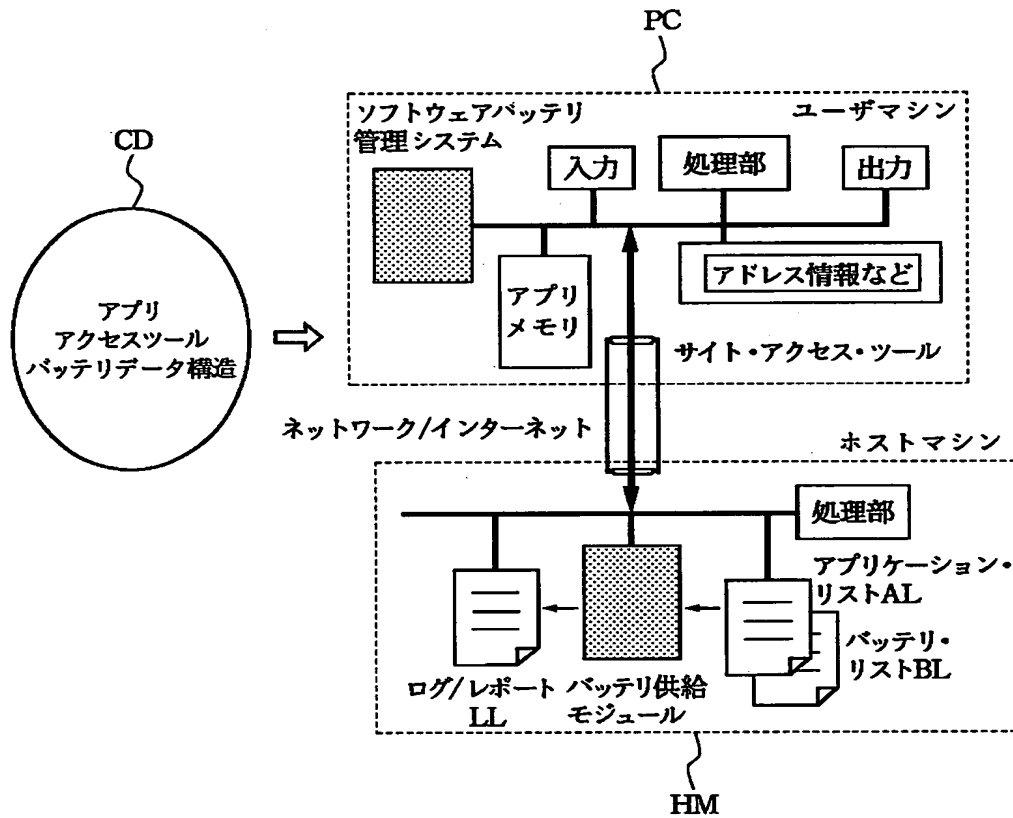 PC
CD
アプリ
アクセスツール
バッテリデータ構造
ソフトウェアバッテリ
管理システム
ユーザマシン
入力
処理部
出力
アプリ
メモリ
アドレス情報など
サイト・アクセス・ツール
ネットワーク/インターネット
ホストマシン
処理部
アプリケーション・
リストAL
バッテリ・
リストBL
ログ/レポート
LL
バッテリ供給
モジュール
HM